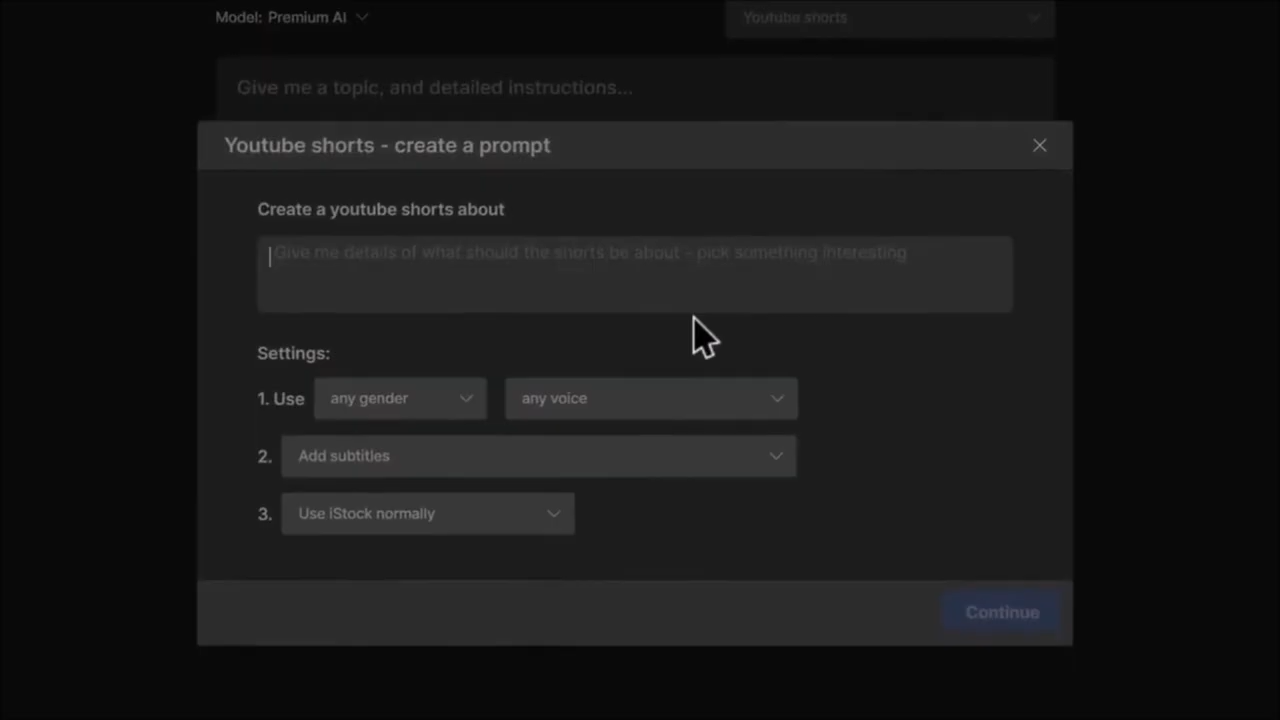 Model: Premium AI
Youtube shorts
Give me a topic, and detailed instructions...
Youtube shorts - create a prompt
Create a youtube shorts about
Give me details of what should the shorts be about - pick something interesting
Settings:
1. Use any gender any voice
2. Add subtitles
3. Use iStock normally
Continue